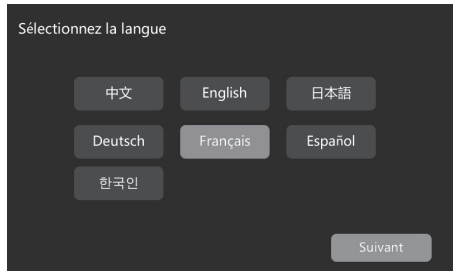 Sélectionnez la langue
中文 English 日本語
Deutsch Français Español
한국인
Suivant